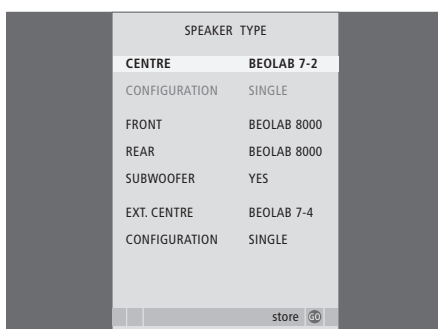 SPEAKER TYPE
CENTRE BEOLAB 7-2
CONFIGURATION SINGLE
FRONT BEOLAB 8000
REAR BEOLAB 8000
SUBWOOFER YES
EXT. CENTRE BEOLAB 7-4
CONFIGURATION SINGLE
store GO